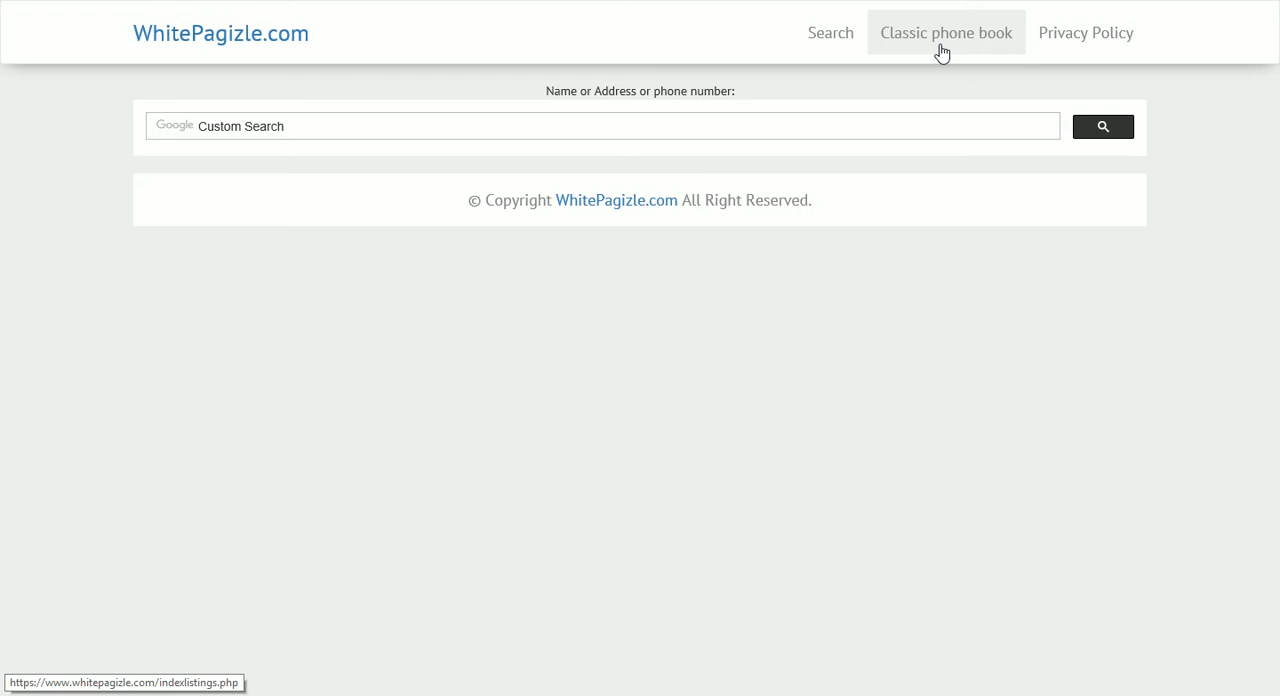 WhitePagizle.com
Search
Classic phone book
Privacy Policy
Name or Address or phone number:
Google Custom Search
© Copyright WhitePagizle.com All Right Reserved.
https://www.whitepagizle.com/indexlistings.php